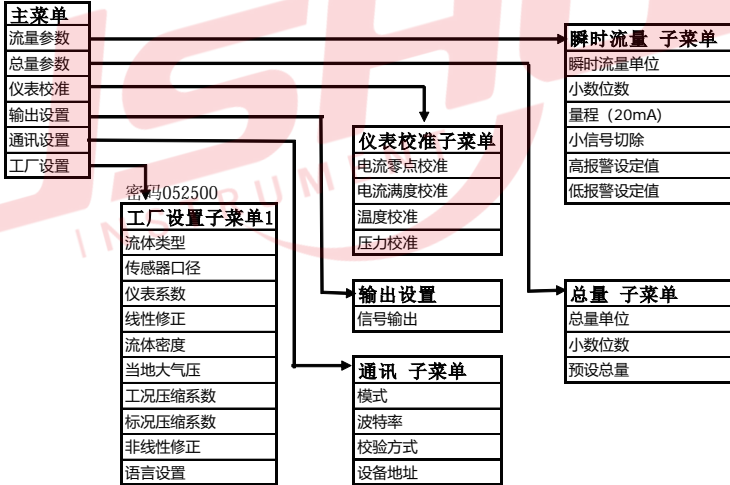 主菜单
流量参数
总量参数
仪表校准
输出设置
通讯设置
工厂设置
瞬时流量 子菜单
瞬时流量单位
小数位数
量程（20mA)
小信号切除
高报警设定值
低报警设定值
仪表校准子菜单
电流零点校准
电流满度校准
温度校准
压力校准
密码052500
工厂设置子菜单1
流体类型
传感器口径
仪表系数
线性修正
流体密度
当地大气压
工况压缩系数
标况压缩系数
非线性修正
语言设置
输出设置
信号输出
总量 子菜单
总量单位
小数位数
预设总量
通讯 子菜单
模式
波特率
校验方式
设备地址
INSTRUMENT